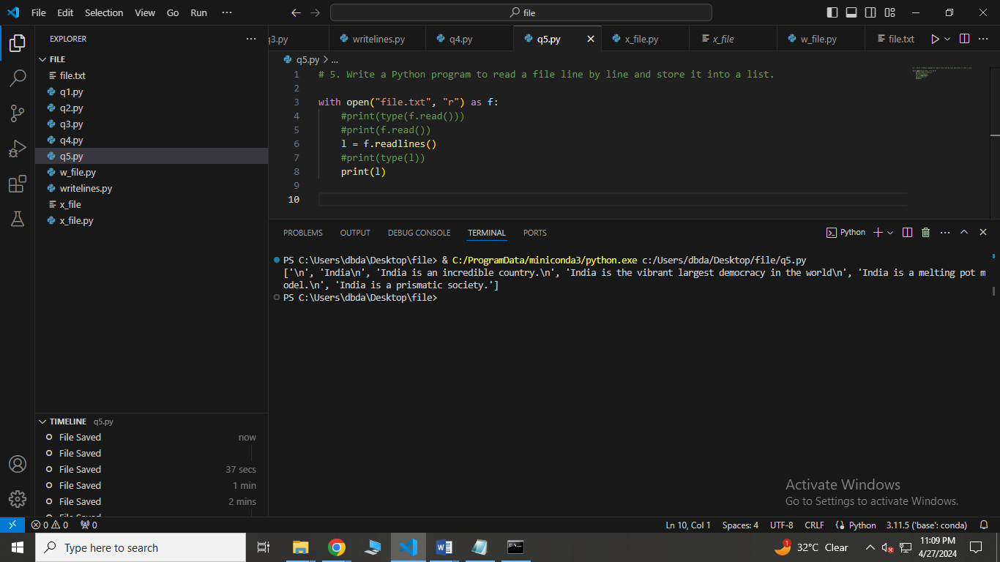 File Edit Selection View Go Run ··· file
EXPLORER ···
q3.py writelines.py q4.py q5.py x_file.py x_file w_file.py file.txt ···
FILE
file.txt
q1.py
q2.py
q3.py
q4.py
q5.py
w_file.py
writelines.py
x_file
x_file.py
TIMELINE q5.py
File Saved now
File Saved
File Saved 37 secs
File Saved 1 min
File Saved 2 mins
q5.py > ...
1 # 5. Write a Python program to read a file line by line and store it into a list.
2
3 with open("file.txt", "r") as f:
4     #print(type(f.read()))
5     #print(f.read())
6     l = f.readlines()
7     #print(type(l))
8     print(l)
9
10
PROBLEMS OUTPUT DEBUG CONSOLE TERMINAL PORTS Python ···
PS C:\Users\dbda\Desktop\file> & C:/ProgramData/miniconda3/python.exe c:/Users/dbda/Desktop/file/q5.py
['\n', 'India\n', 'India is an incredible country.\n', 'India is the vibrant largest democracy in the world\n', 'India is a melting pot m
odel.\n', 'India is a prismatic society.']
PS C:\Users\dbda\Desktop\file>
Activate Windows
Go to Settings to activate Windows.
0 0 0 Ln 10, Col 1 Spaces: 4 UTF-8 CRLF Python 3.11.5 ('base': conda)
Type here to search 1 32°C Clear 11:09 PM
4/27/2024